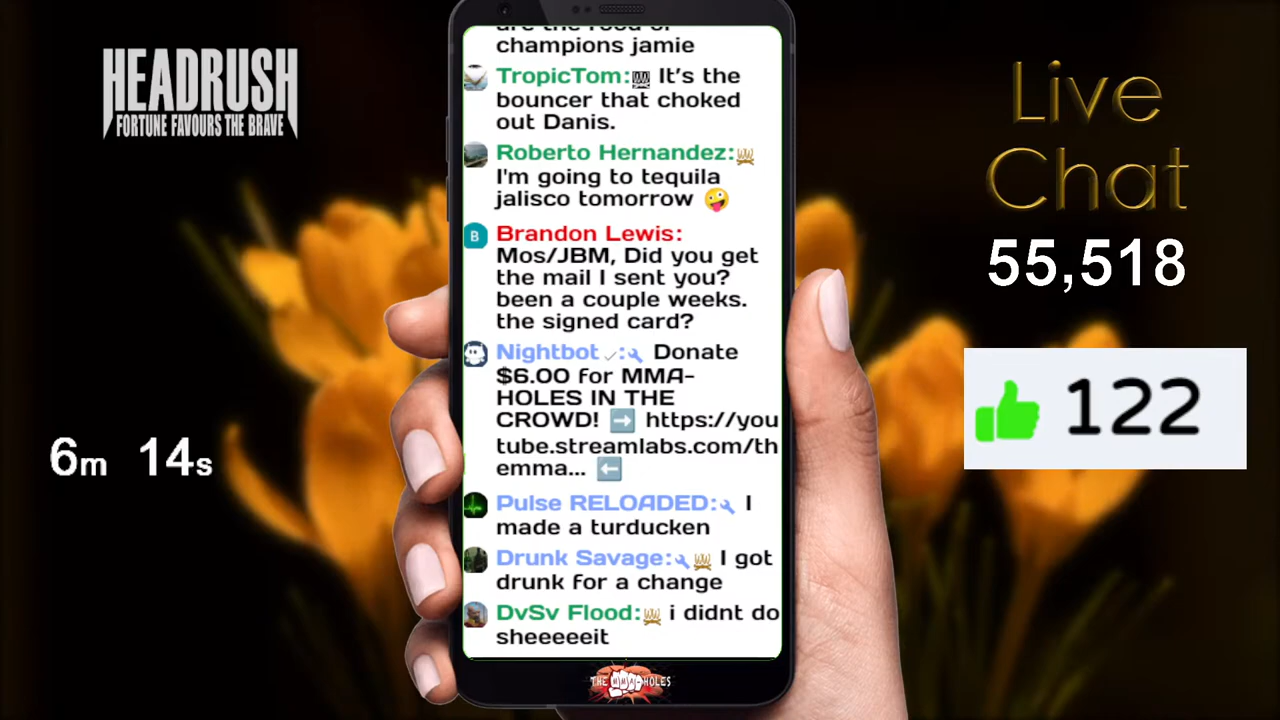 HEADRUSH
FORTUNE FAVOURS THE BRAVE
are the food of
champions jamie
TropicTom: It's the
bouncer that choked
out Danis.
Roberto Hernandez:
I'm going to tequila
jalisco tomorrow 🤪
B
Brandon Lewis:
Mos/JBM, Did you get
the mail I sent you?
been a couple weeks.
the signed card?
Nightbot ✓: Donate
$6.00 for MMA-
HOLES IN THE
CROWD! ➡️ https://you
tube.streamlabs.com/th
emma... ⬅️
Pulse RELOADED: I
made a turducken
Drunk Savage: I got
drunk for a change
DvSv Flood: i didnt do
sheeeeeit
THE MMA-HOLES
Live
Chat
55,518
122
6m 14s